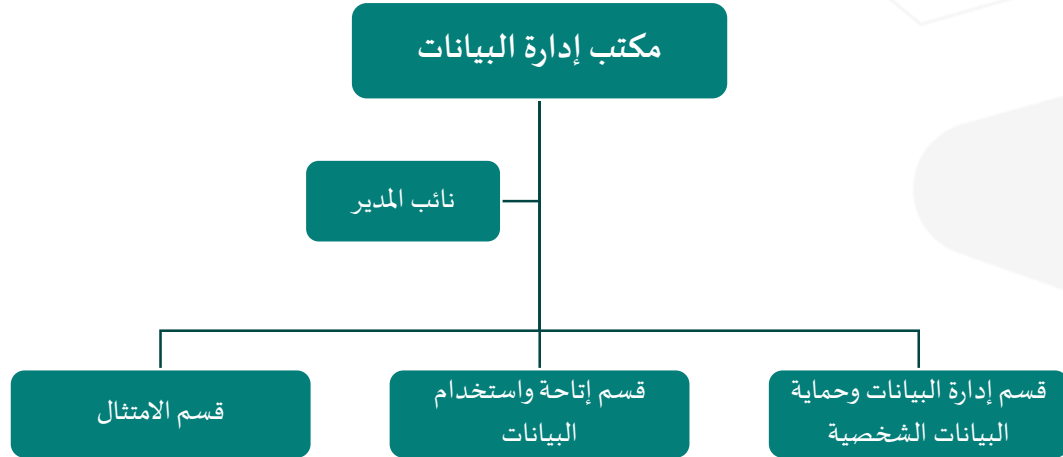 مكتب إدارة البيانات
نائب المدير
قسم إدارة البيانات وحماية
البيانات الشخصية
قسم إتاحة واستخدام
البيانات
قسم الامتثال